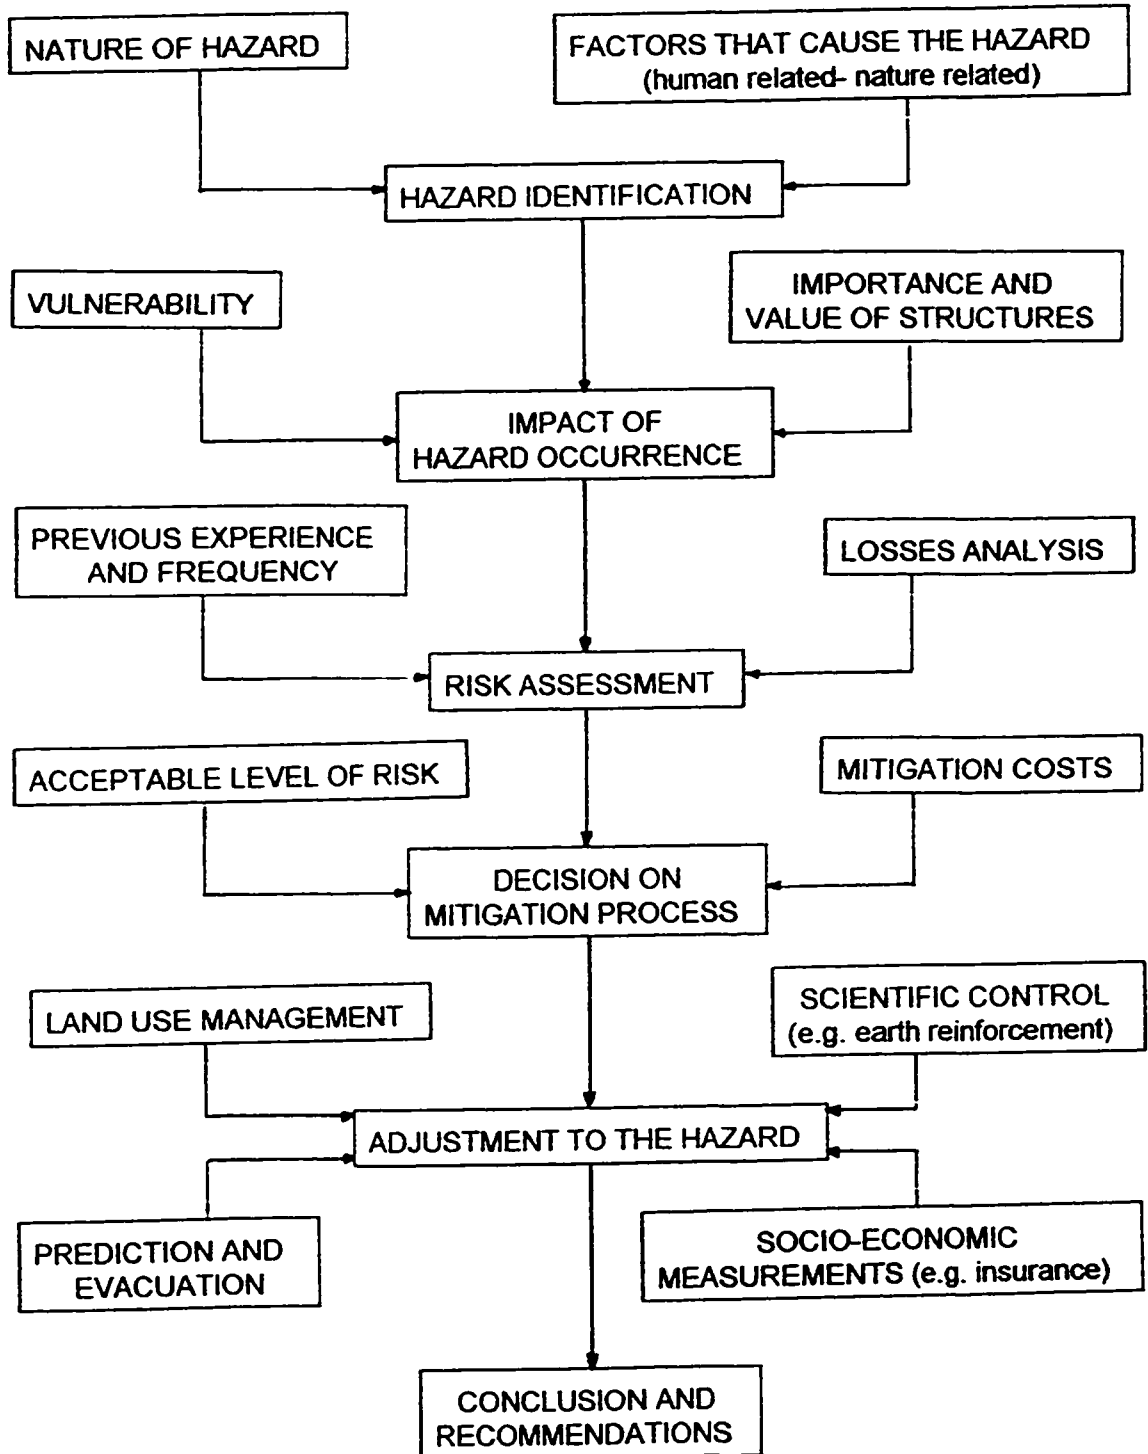 NATURE OF HAZARD
FACTORS THAT CAUSE THE HAZARD
(human related- nature related)
HAZARD IDENTIFICATION
VULNERABILITY
IMPORTANCE AND
VALUE OF STRUCTURES
IMPACT OF
HAZARD OCCURRENCE
PREVIOUS EXPERIENCE
AND FREQUENCY
LOSSES ANALYSIS
RISK ASSESSMENT
ACCEPTABLE LEVEL OF RISK
MITIGATION COSTS
DECISION ON
MITIGATION PROCESS
LAND USE MANAGEMENT
SCIENTIFIC CONTROL
(e.g. earth reinforcement)
ADJUSTMENT TO THE HAZARD
PREDICTION AND
EVACUATION
SOCIO-ECONOMIC
MEASUREMENTS (e.g. insurance)
CONCLUSION AND
RECOMMENDATIONS